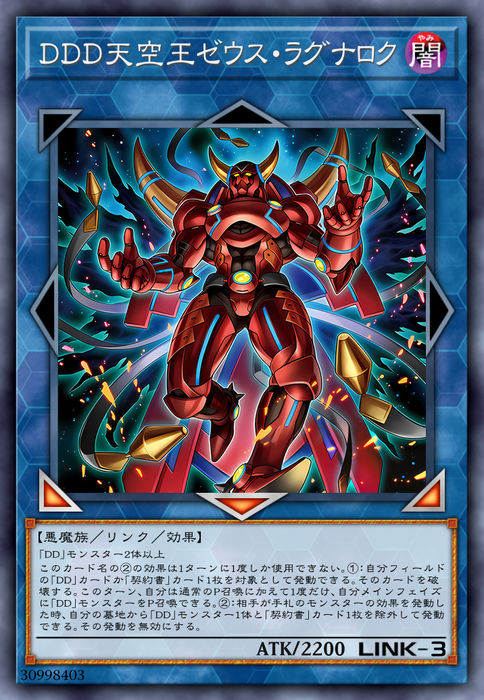 DDD天空王ゼウス・ラグナロク
やみ
闇
【悪魔族／リンク／効果】
「DD」モンスター2体以上
このカード名の②の効果は1ターンに1度しか使用できない。①：自分フィールド
の「DD」カードか「契約書」カード1枚を対象として発動できる。そのカードを破
壊する。このターン、自分は通常のP召喚に加えて1度だけ、自分メインフェイズ
に「DD」モンスターをP召喚できる。②：相手が手札のモンスターの効果を発動し
た時、自分の墓地から「DD」モンスター1体と「契約書」カード1枚を除外して発動
できる。その発動を無効にする。
ATK/2200 LINK-3
30998403